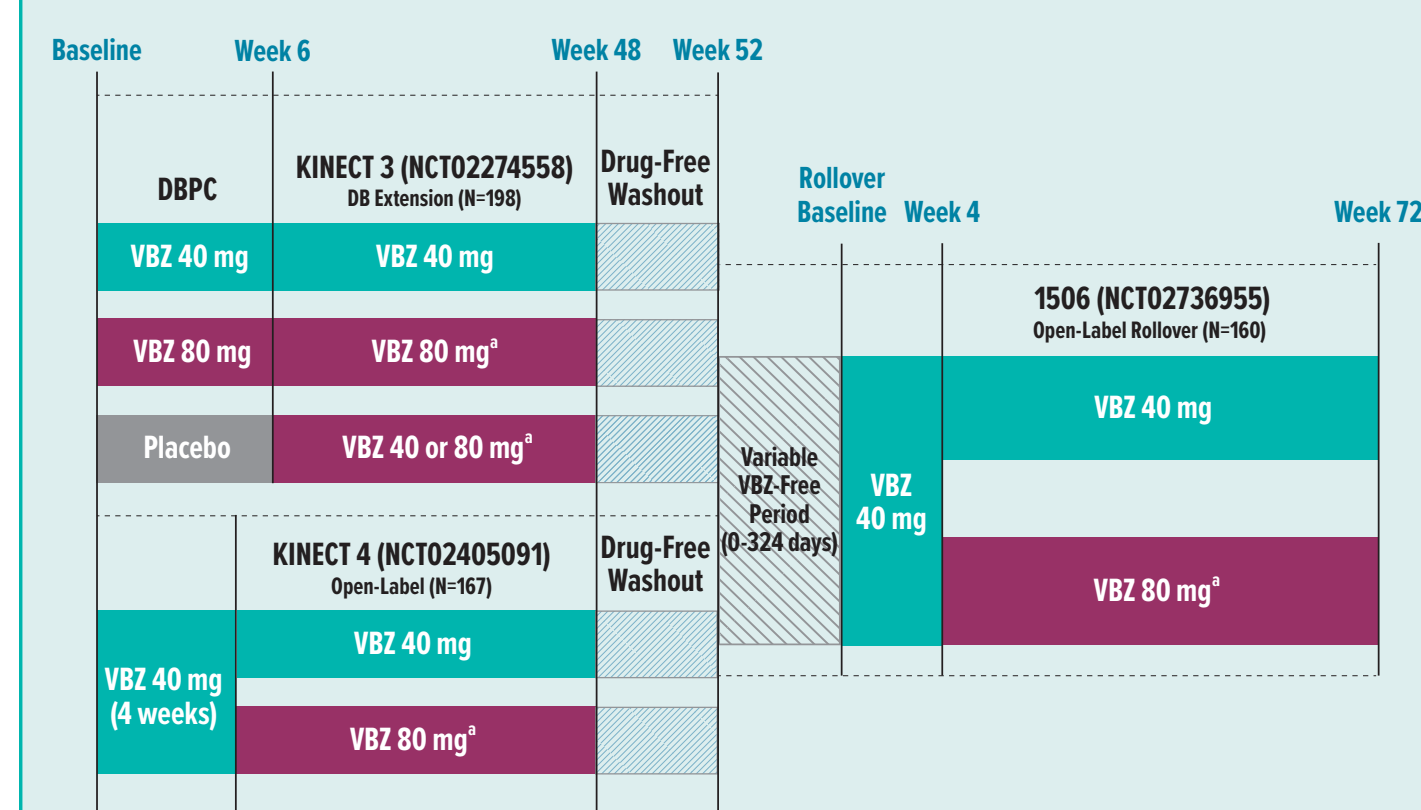 Baseline
Week 6
Week 48
Week 52
DBPC
KINECT 3 (NCT02274558)
DB Extension (N=198)
Drug-Free
Washout
VBZ 40 mg
VBZ 40 mg
VBZ 80 mg
VBZ 80 mgᵃ
Placebo
VBZ 40 or 80 mgᵃ
KINECT 4 (NCT02405091)
Open-Label (N=167)
Drug-Free
Washout
VBZ 40 mg
(4 weeks)
VBZ 40 mg
VBZ 80 mgᵃ
Variable
VBZ-Free
Period
(0-324 days)
Rollover
Baseline
Week 4
Week 72
1506 (NCT02736955)
Open-Label Rollover (N=160)
VBZ
40 mg
VBZ 40 mg
VBZ 80 mgᵃ